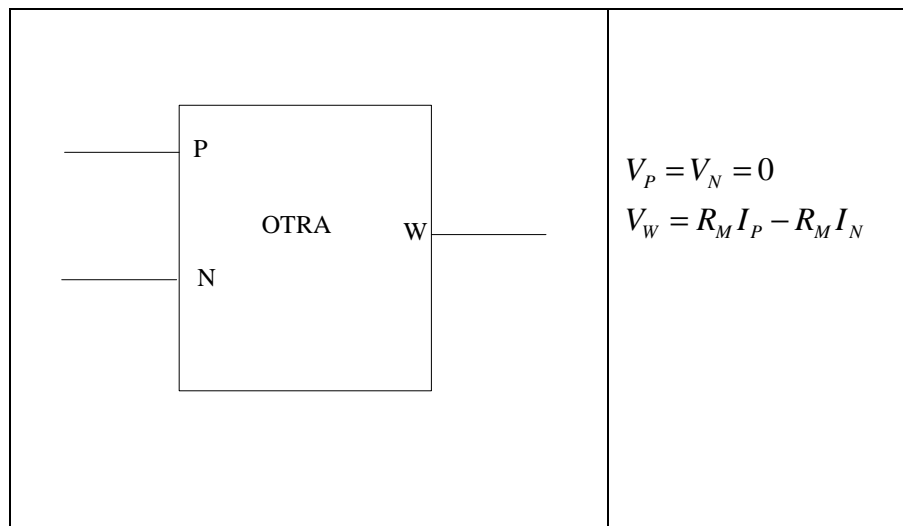 P
OTRA
W
N
V_P = V_N = 0
V_W = R_M I_P − R_M I_N